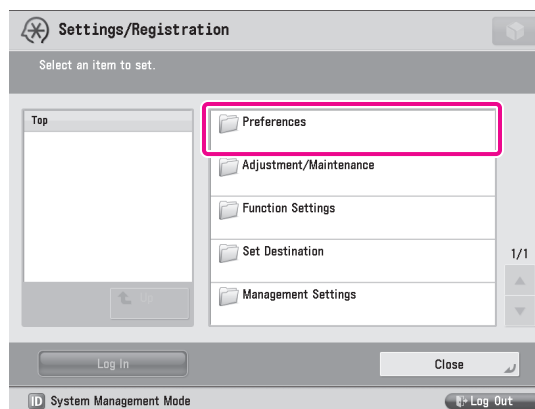 Settings/Registration
Select an item to set.
Top
Preferences
Adjustment/Maintenance
Function Settings
Set Destination
1/1
Management Settings
Up
Log In
Close
ID System Management Mode
Log Out